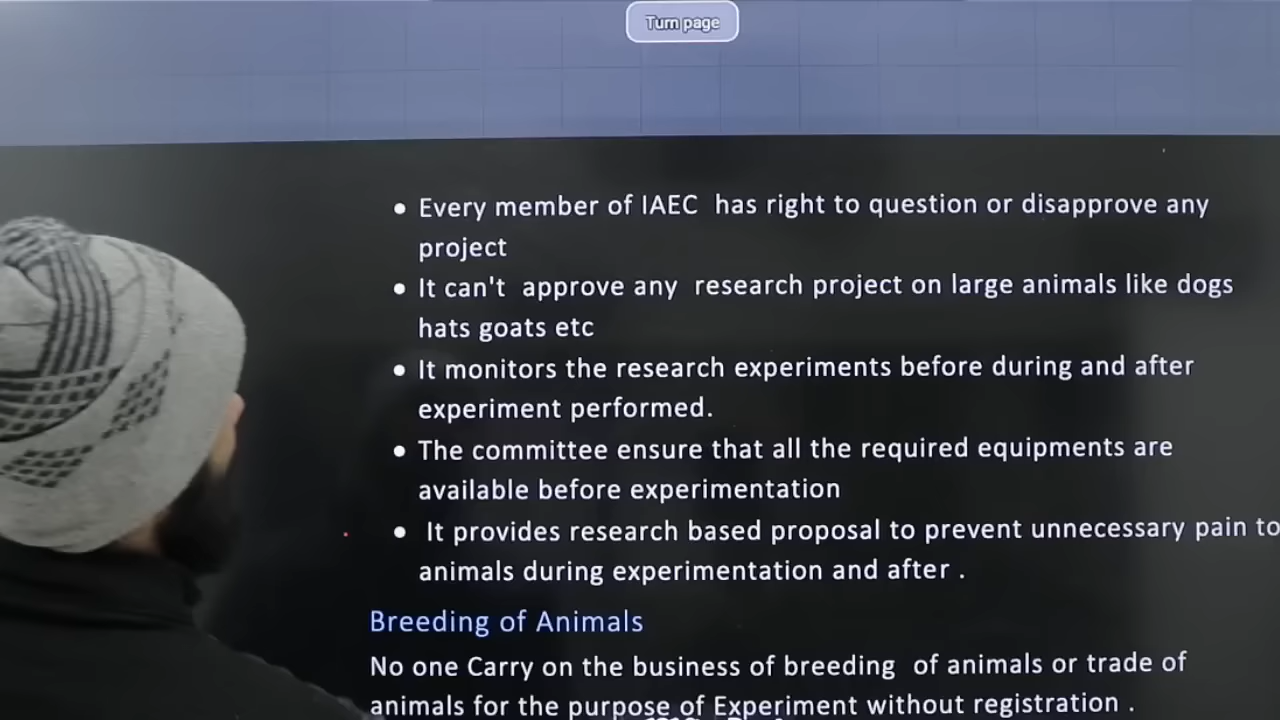 Turn page
• Every member of IAEC has right to question or disapprove any
project
• It can't approve any research project on large animals like dogs
hats goats etc
• It monitors the research experiments before during and after
experiment performed.
• The committee ensure that all the required equipments are
available before experimentation
• It provides research based proposal to prevent unnecessary pain to
animals during experimentation and after .
Breeding of Animals
No one Carry on the business of breeding of animals or trade of
animals for the purpose of Experiment without registration .